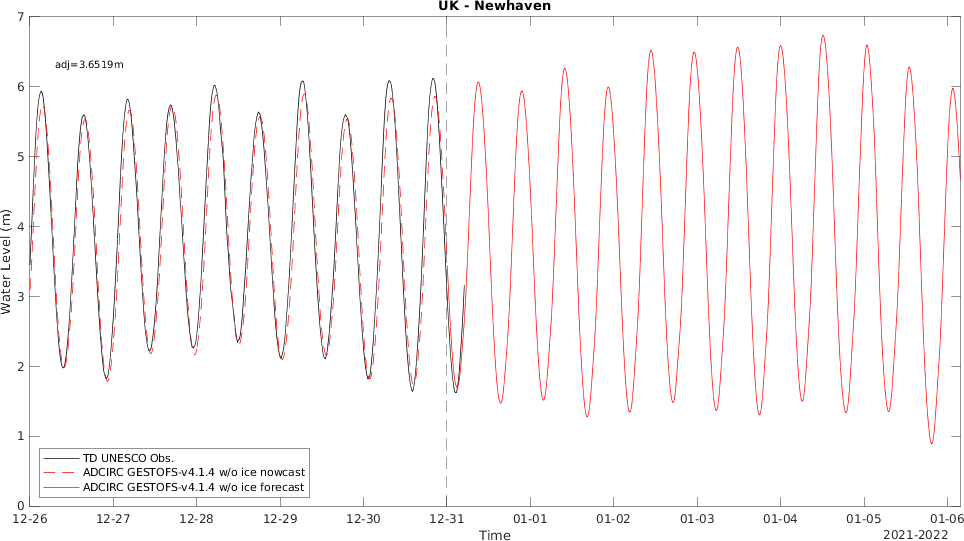 UK - Newhaven
adj=3.6519m
7
6
5
4
3
2
1
0
Water Level (m)
TD UNESCO Obs.
ADCIRC GESTOFS-v4.1.4 w/o ice nowcast
ADCIRC GESTOFS-v4.1.4 w/o ice forecast
12-26 12-27 12-28 12-29 12-30 12-31 01-01 01-02 01-03 01-04 01-05 01-06
Time
2021-2022